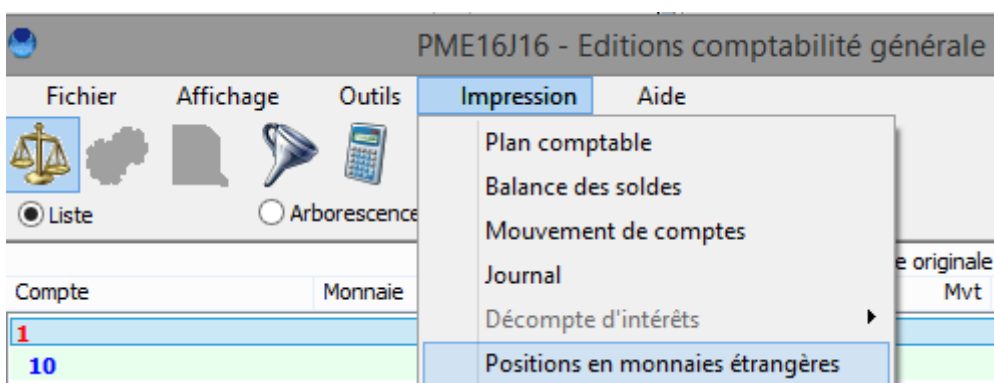 PME16J16 - Editions comptabilité générale
Fichier Affichage Outils Impression Aide
Plan comptable
Balance des soldes
Liste Arborescence
Mouvement de comptes
e originale
Journal
Compte Monnaie Mvt
Décompte d'intérêts
1
10
Positions en monnaies étrangères